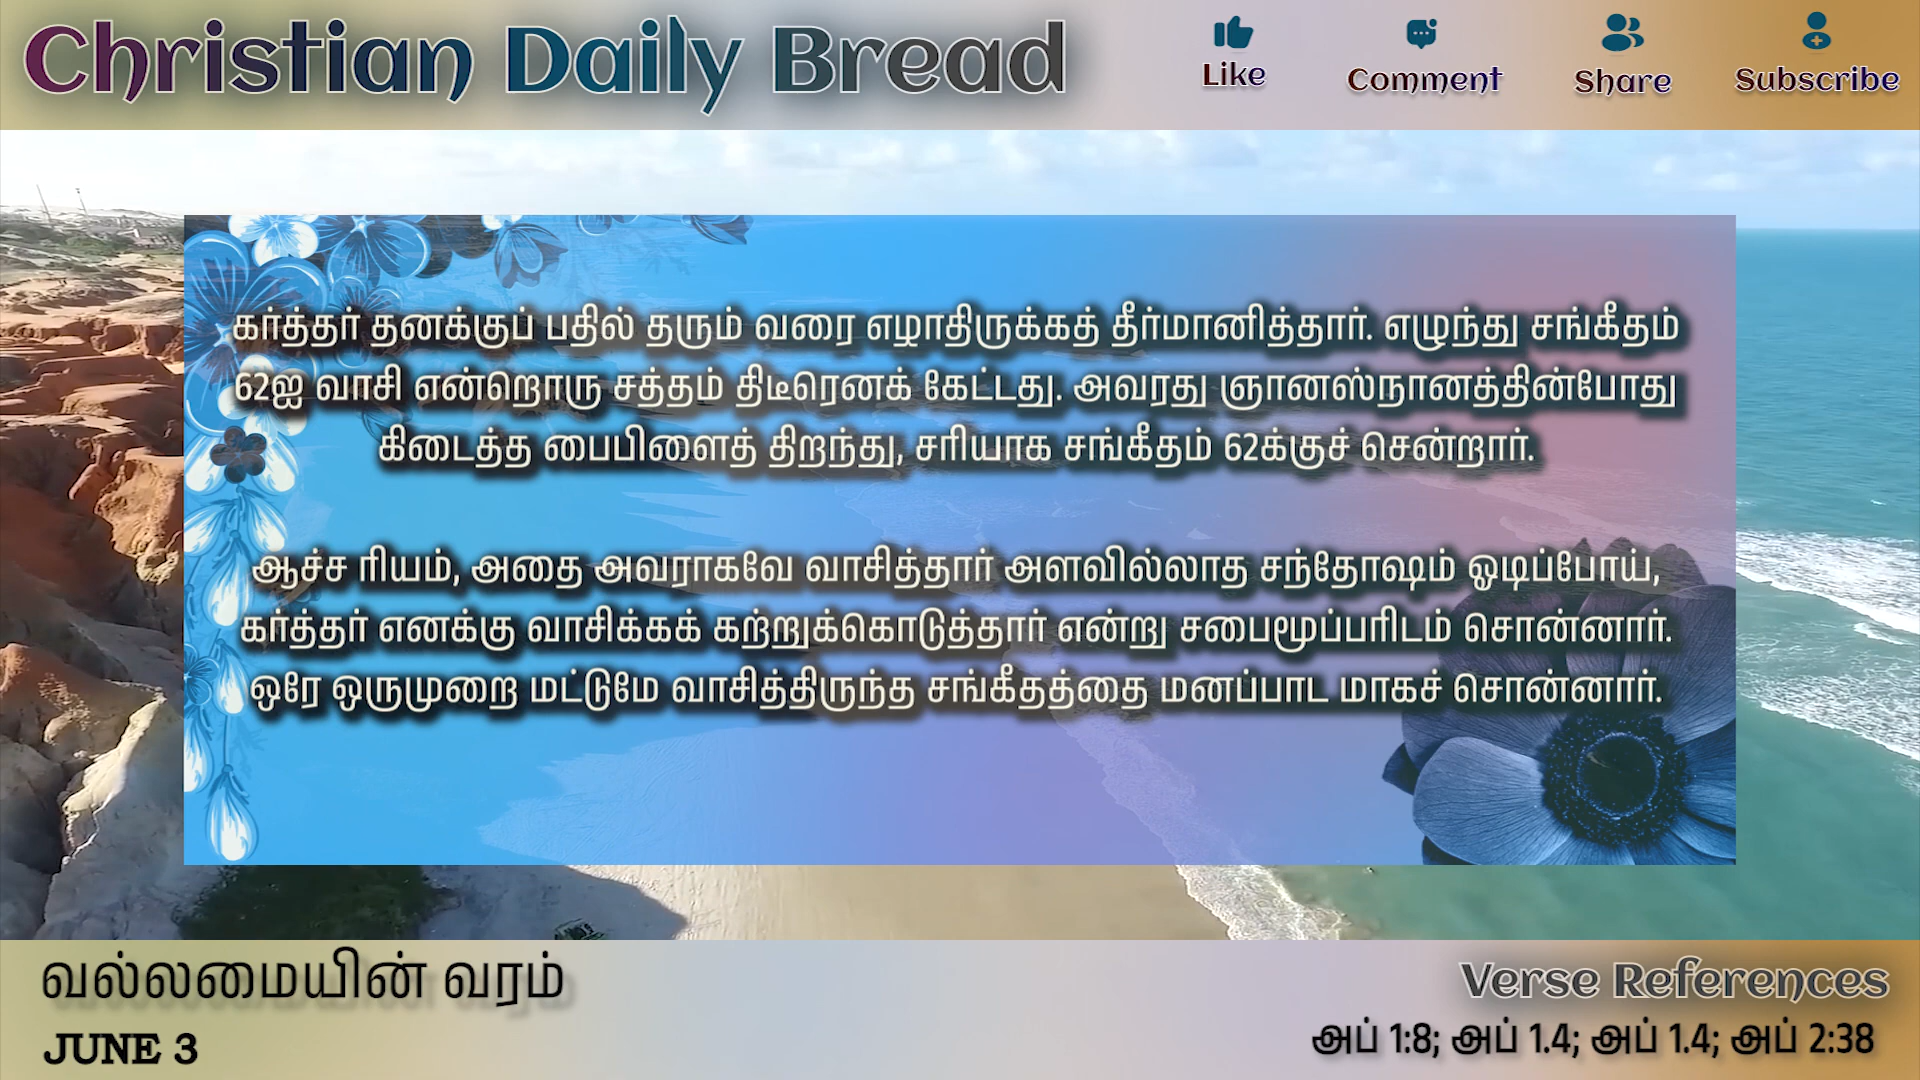 Christian Daily Bread
Like
Comment
Share
Subscribe
கர்த்தர் தனக்குப் பதில் தரும் வரை எழாதிருக்கத் தீர்மானித்தார். எழுந்து சங்கீதம்
62ஐ வாசி என்றொரு சத்தம் திடீரெனக் கேட்டது. அவரது ஞானஸ்நானத்தின்போது
கிடைத்த பைபிளைத் திறந்து, சரியாக சங்கீதம் 62க்குச் சென்றார்.
ஆச்ச ரியம், அதை அவராகவே வாசித்தார் அளவில்லாத சந்தோஷம் ஓடிப்போய்,
கர்த்தர் எனக்கு வாசிக்கக் கற்றுக்கொடுத்தார் என்று சபைமூப்பரிடம் சொன்னார்.
ஒரே ஒருமுறை மட்டுமே வாசித்திருந்த சங்கீதத்தை மனப்பாட மாகச் சொன்னார்.
வல்லமையின் வரம்
JUNE 3
Verse References
அப் 1:8; அப் 1.4; அப் 1.4; அப் 2:38